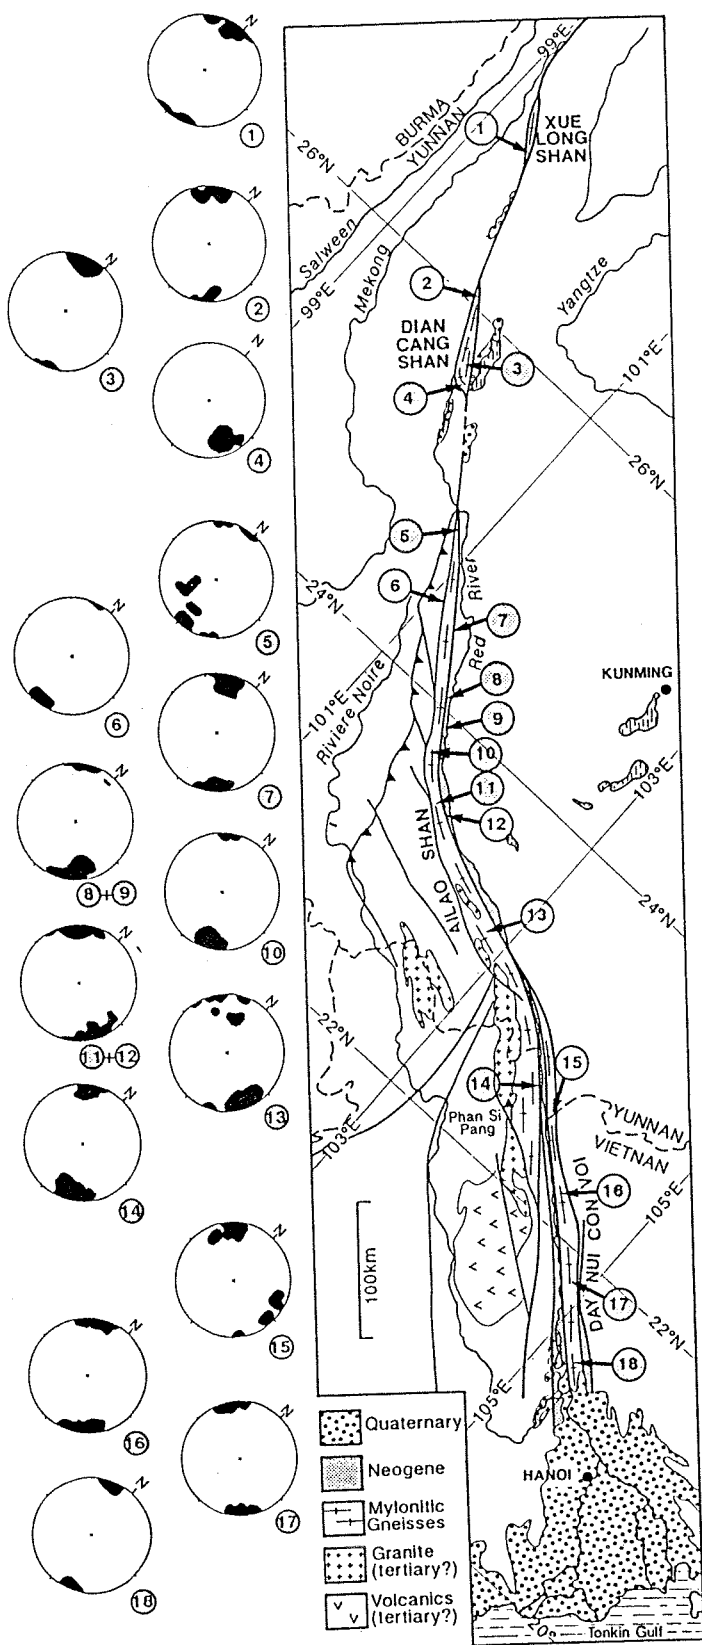 N
1
N
2
N
3
N
4
N
5
N
6
N
7
N
8+9
N
10
N
11+12
N
13
N
14
N
15
N
16
N
17
N
18
99°E
BURMA
YUNNAN
26°N
1
XUE
LONG
SHAN
Salween
99°E
Mekong
2
Yangtze
DIAN
CANG
SHAN
3
4
101°E
26°N
5
River
24°N
6
7
Red
8
KUNMING
101°E
Riviere Noire
9
10
11
12
103°E
AILAO SHAN
24°N
13
22°N
14
15
Phan Si
Pang
YUNNAN
VIETNAN
103°E
16
105°E
DAY NUI CON VOI
100km
17
22°N
18
105°E
Quaternary
Neogene
HANOI
Mylonitic
Gneisses
Granite
(tertiary?)
Volcanics
(tertiary?)
Tonkin Gulf